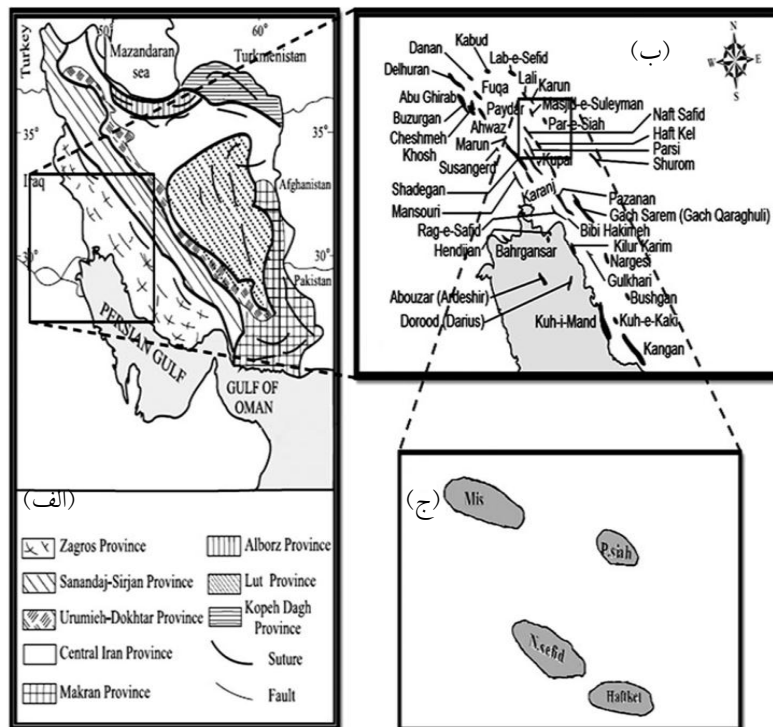 50°
60°
Turkey
Mazandaran
sea
Turkmenistan
35°
35°
Iraq
Afghanistan
30°
30°
Pakistan
PERSIAN GULF
GULF OF
OMAN
(الف)
Zagros Province
Sanandaj-Sirjan Province
Urumieh-Dokhtar Province
Central Iran Province
Makran Province
Alborz Province
Lut Province
Kopeh Dagh
Province
Suture
Fault
(ب)
N
W
E
S
Kabud
Danan
Lab-e-Sefid
Delhuran
Lali
Fuqa
Karun
Abu Ghirab
Paydar
Masjid-e-Suleyman
Buzurgan
Naft Safid
Ahwaz
Par-e-Siah
Cheshmeh
Khosh
Haft Kel
Marun
Parsi
Susangerd
Kupal
Shurom
Shadegan
Karanj
Pazanan
Mansouri
Gach Sarem (Gach Qaraghuli)
Rag-e-Safid
Bibi Hakimeh
Hendijan
Bahrgansar
Kilur Karim
Nargesi
Gulkhari
Abouzar (Ardeshir)
Bushgan
Dorood (Darius)
Kuh-i-Mand
Kuh-e-Kaki
Kangan
(ج)
Mis
P.siah
N.sefid
Haftkel